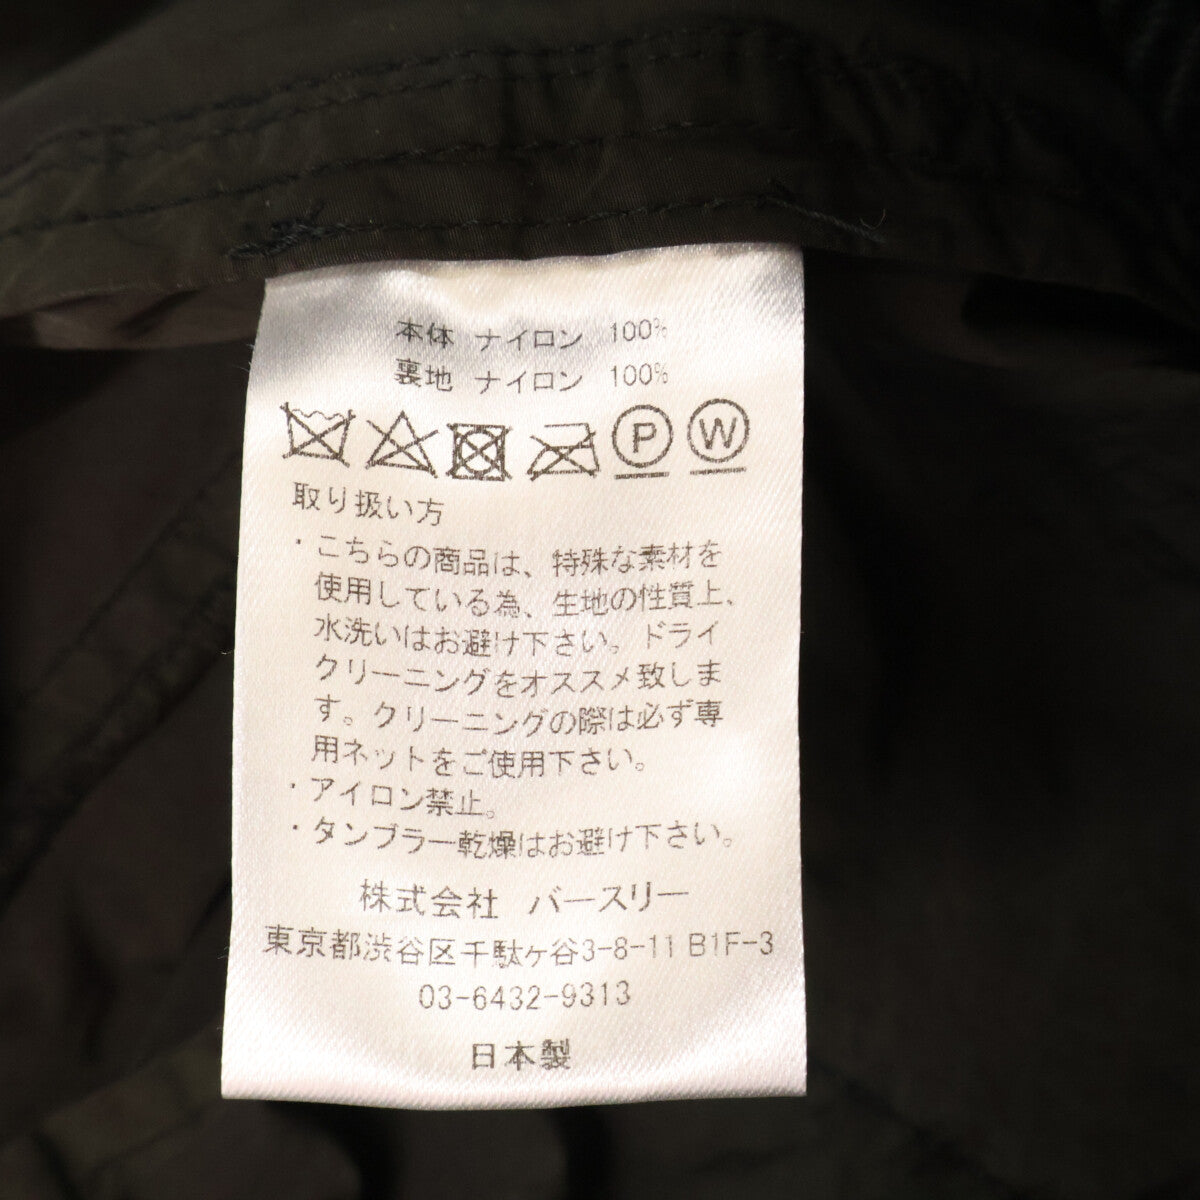 本体 ナイロン 100%
裏地 ナイロン 100%
P W
取り扱い方
・こちらの商品は、特殊な素材を
使用している為、生地の性質上、
水洗いはお避け下さい。ドライ
クリーニングをオススメ致しま
す。クリーニングの際は必ず専
用ネットをご使用下さい。
・アイロン禁止。
・タンブラー乾燥はお避け下さい。
株式会社 バースリー
東京都渋谷区千駄ヶ谷3-8-11 B1F-3
03-6432-9313
日本製